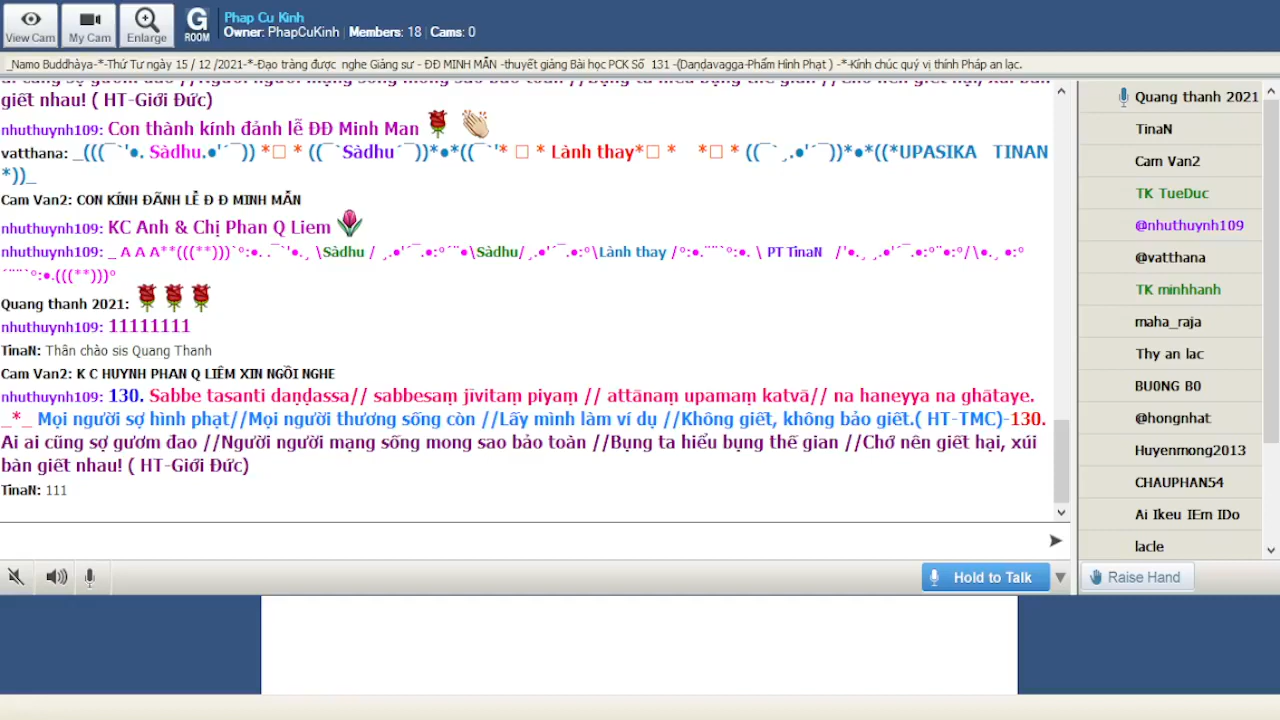 View Cam
My Cam
Enlarge
G ROOM
Phap Cu Kinh
Owner: PhapCuKinh | Members: 18 | Cams: 0
_Namo Buddhàya-*-Thứ Tư ngày 15 / 12 /2021-*-Đạo tràng được nghe Giảng sư - ĐĐ MINH MẪN -thuyết giảng Bài học PCK Số 131 -(Daṇḍavagga-Phẩm Hình Phạt ) -*-Kính chúc quý vị thính Pháp an lạc.
giết nhau! ( HT-Giới Đức)
nhuthuynh109: Con thành kính đảnh lễ ĐĐ Minh Man
vatthana: _(((¯`'•. Sàdhu.•'´¯)) *□ * ((¯`Sàdhu´¯))*•*((¯`'* □ * Lành thay*□ * *□ * ((¯`¸.•'´¯))*•*((*UPASIKA TINAN
*))_
Cam Van2: CON KÍNH ĐÃNH LỄ Đ Đ MINH MẪN
nhuthuynh109: KC Anh & Chị Phan Q Liem
nhuthuynh109: _ A A A**(((**)))`º:•. .¯`'•.¸ \Sàdhu / ¸.•'´¯.•:º´¨•\Sàdhu/¸.•'´¯.•:º\Lành thay /º:•.¨¨`º:•. \ PT TinaN /'•.¸ ¸.•'´¯.•:º¨•:º/\•.¸ •:º
´¨¨`º:•.(((**)))º
Quang thanh 2021:
nhuthuynh109: 11111111
TinaN: Thân chào sis Quang Thanh
Cam Van2: K C HUYNH PHAN Q LIÊM XIN NGỒI NGHE
nhuthuynh109: 130. Sabbe tasanti daṇḍassa// sabbesaṃ jīvitaṃ piyaṃ // attānaṃ upamaṃ katvā// na haneyya na ghātaye.
_*_ Mọi người sợ hình phạt//Mọi người thương sống còn //Lấy mình làm ví dụ //Không giết, không bảo giết.( HT-TMC)-130.
Ai ai cũng sợ gươm đao //Người người mạng sống mong sao bảo toàn //Bụng ta hiểu bụng thế gian //Chớ nên giết hại, xúi
bàn giết nhau! ( HT-Giới Đức)
TinaN: 111
Hold to Talk
Quang thanh 2021
TinaN
Cam Van2
TK TueDuc
@nhuthuynh109
@vatthana
TK minhhanh
maha_raja
Thy an lac
BU0NG B0
@hongnhat
Huyenmong2013
CHAUPHAN54
Ai Ikeu IEm IDo
lacle
Raise Hand